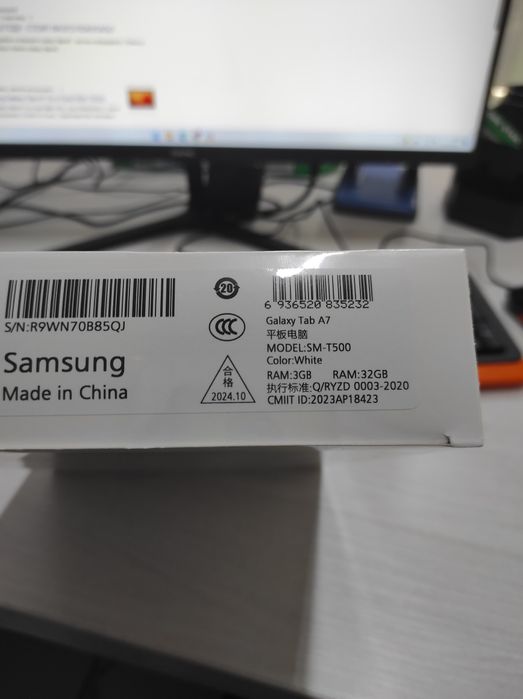 S/N:R9WN70B85QJ
Samsung
Made in China
20
CCC
合
格
2024.10
6 936520 835232
Galaxy Tab A7
平板电脑
MODEL:SM-T500
Color:White
RAM:3GB RAM:32GB
执行标准:Q/RYZD 0003-2020
CMIIT ID:2023AP18423